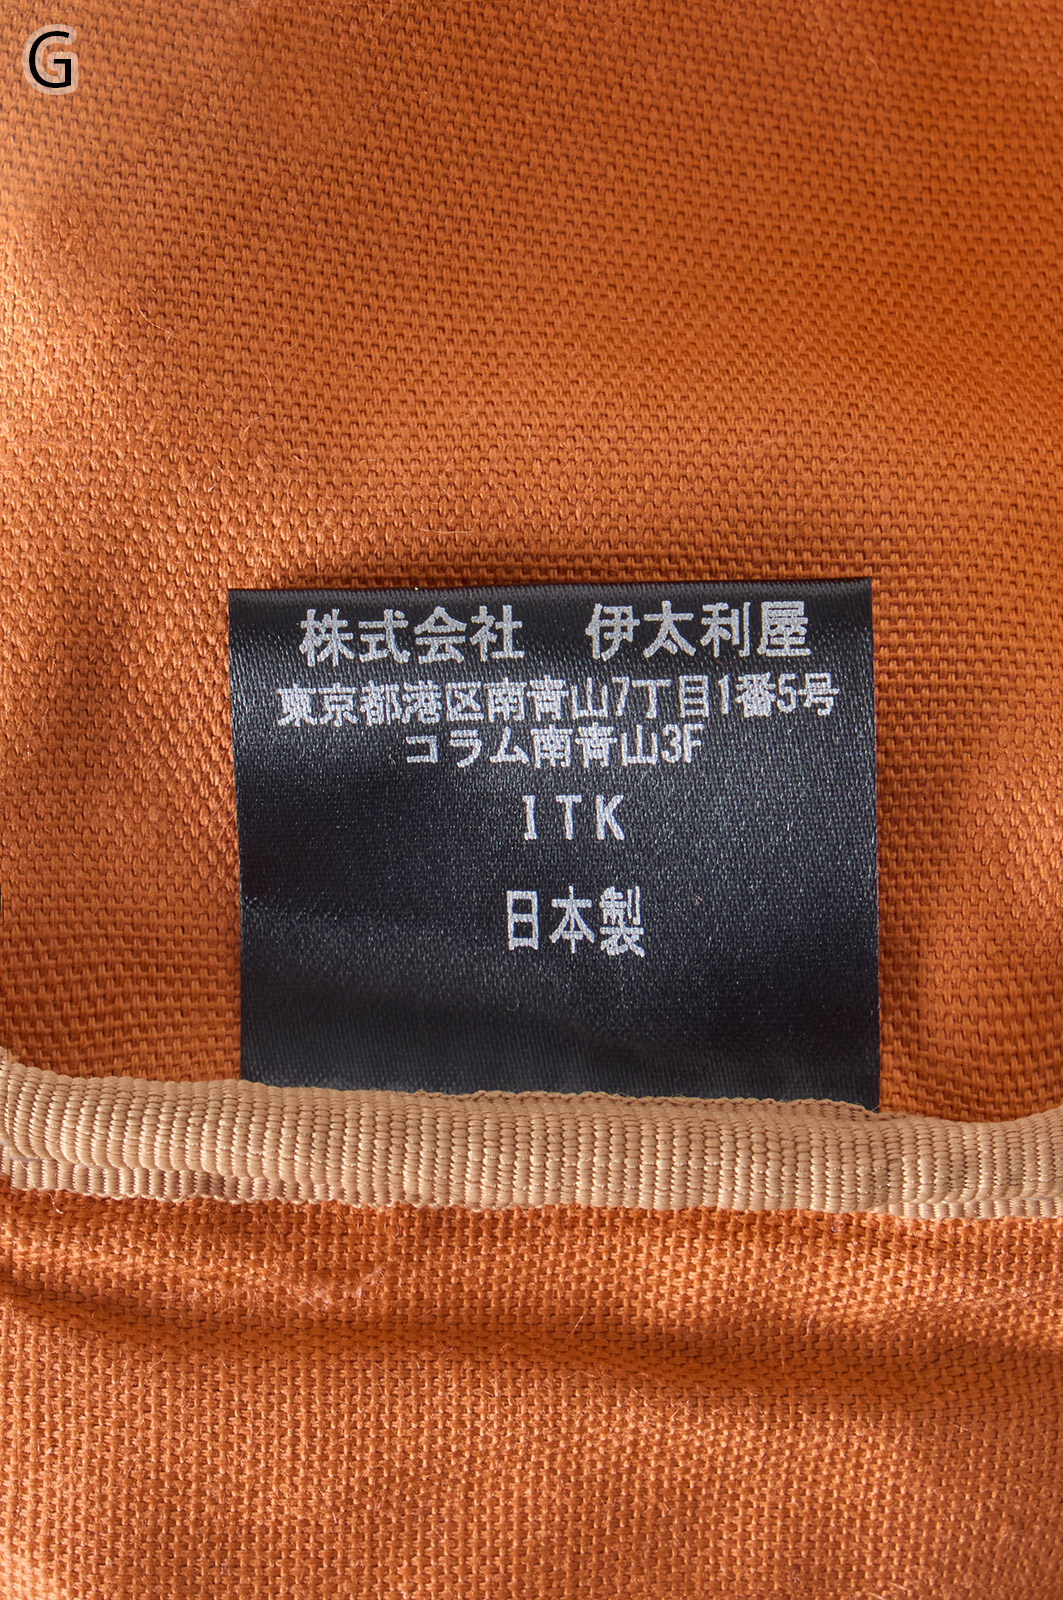 G
株式会社　伊太利屋
東京都港区南青山7丁目1番5号
コラム南青山3F
ITK
日本製